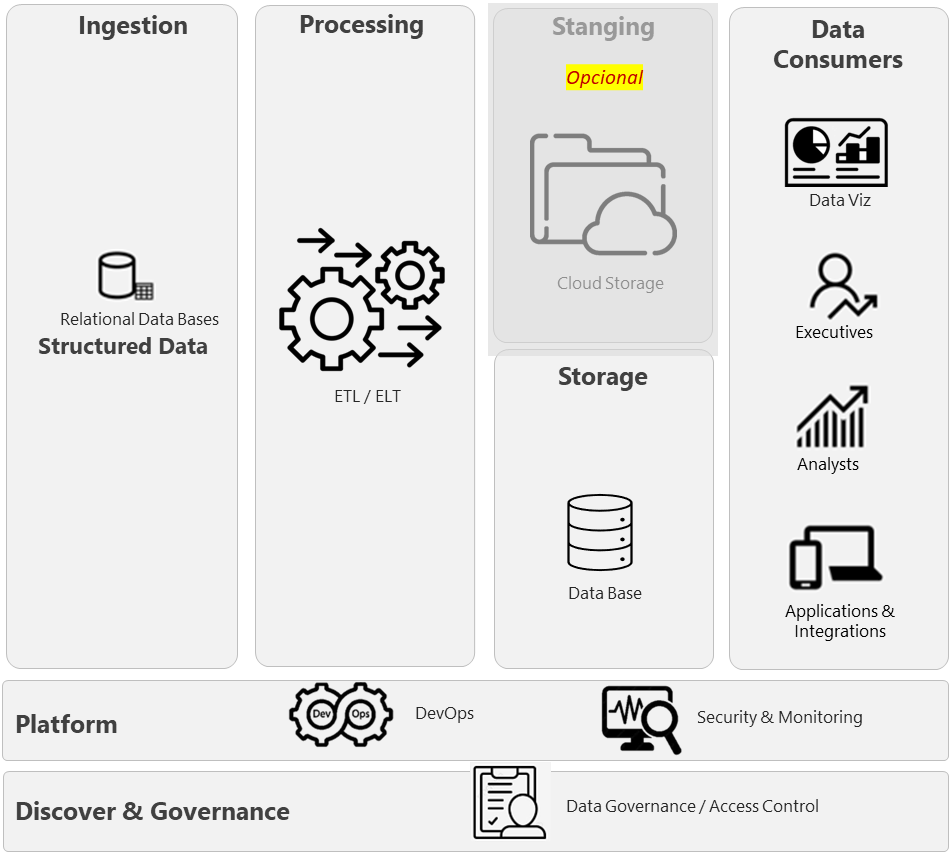 Ingestion
Relational Data Bases
Structured Data
Processing
ETL / ELT
Stanging
Opcional
Cloud Storage
Storage
Data Base
Data
Consumers
Data Viz
Executives
Analysts
Applications &
Integrations
Platform
Dev Ops
DevOps
Security & Monitoring
Discover & Governance
Data Governance / Access Control